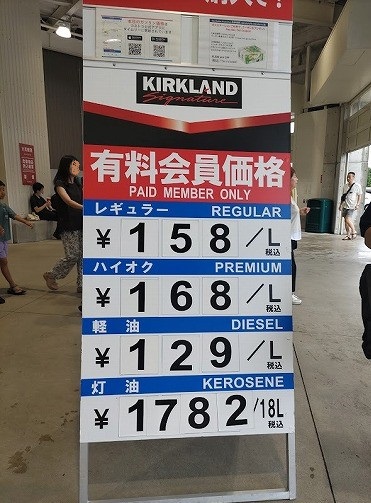 KIRKLAND
Signature
有料会員価格
PAID MEMBER ONLY
レギュラー REGULAR
¥158/L
税込
ハイオク PREMIUM
¥168/L
税込
軽油 DIESEL
¥129/L
税込
灯油 KEROSENE
¥1782/18L
税込